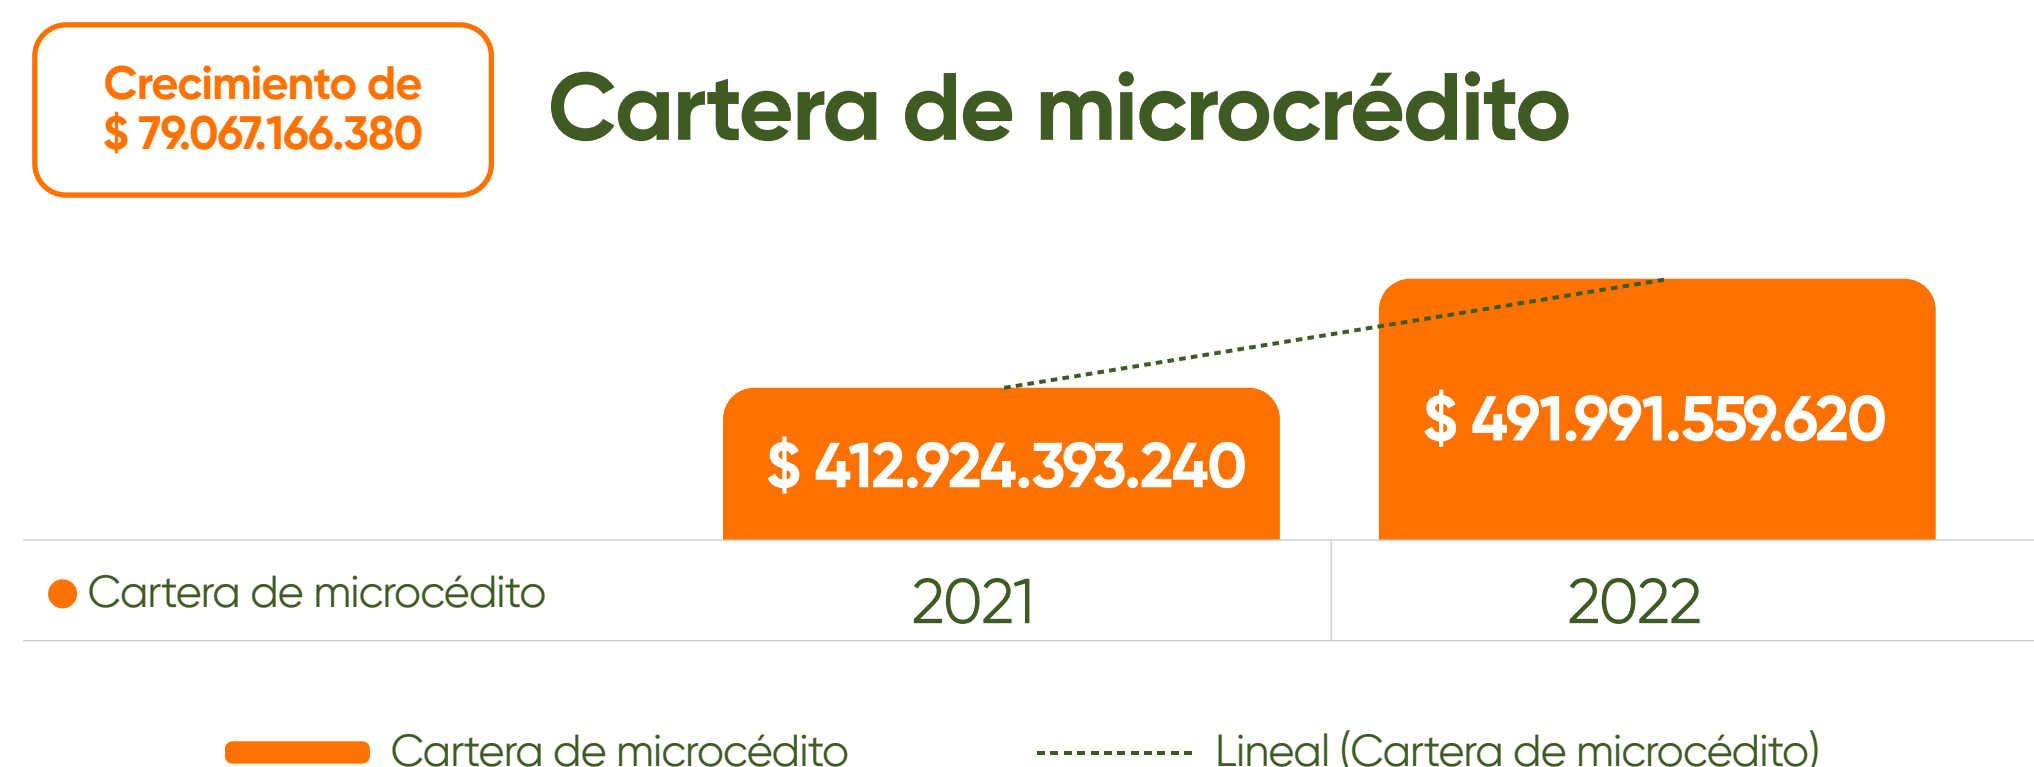 Crecimiento de
$ 79.067.166.380
Cartera de microcrédito
$ 412.924.393.240
$ 491.991.559.620
Cartera de microcédito
2021
2022
Cartera de microcédito
Lineal (Cartera de microcédito)